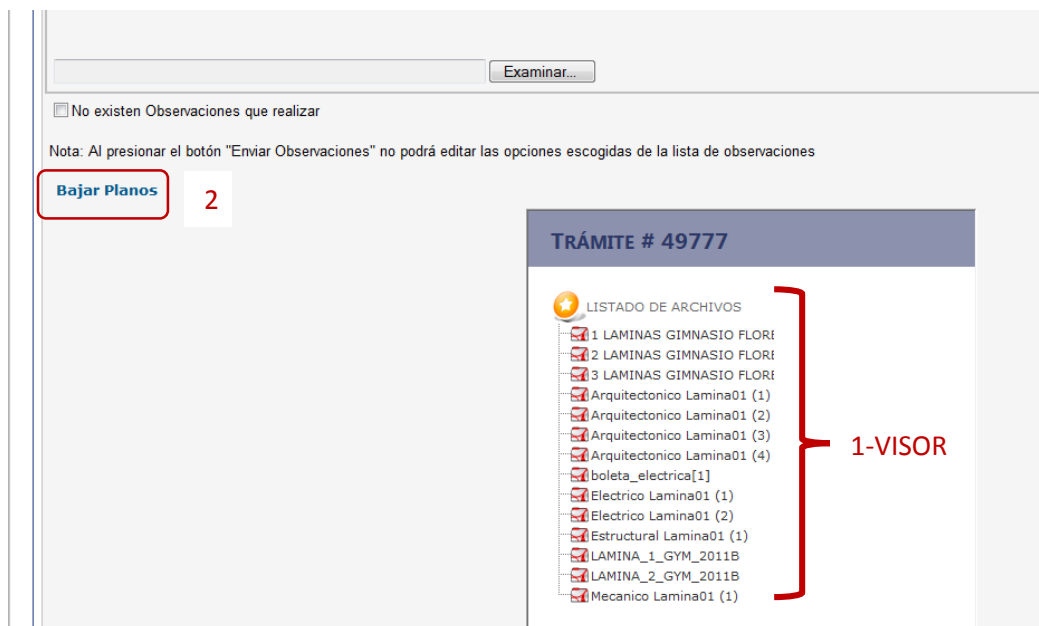 Examinar...
No existen Observaciones que realizar
Nota: Al presionar el botón "Enviar Observaciones" no podrá editar las opciones escogidas de la lista de observaciones
Bajar Planos
2
TRÁMITE # 49777
LISTADO DE ARCHIVOS
1 LAMINAS GIMNASIO FLORE
2 LAMINAS GIMNASIO FLORE
3 LAMINAS GIMNASIO FLORE
Arquitectonico Lamina01 (1)
Arquitectonico Lamina01 (2)
Arquitectonico Lamina01 (3)
Arquitectonico Lamina01 (4)
boleta_electrica[1]
Electrico Lamina01 (1)
Electrico Lamina01 (2)
Estructural Lamina01 (1)
LAMINA_1_GYM_2011B
LAMINA_2_GYM_2011B
Mecanico Lamina01 (1)
1-VISOR